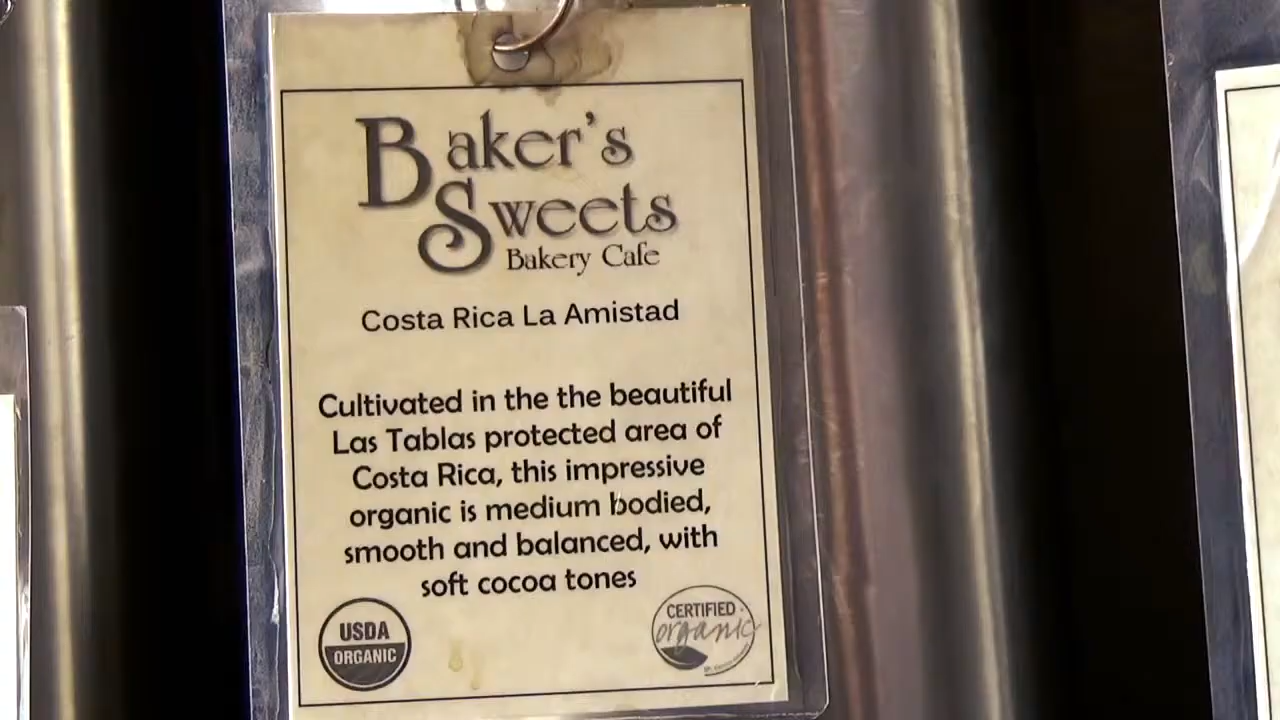 Baker's
Sweets
Bakery Cafe
Costa Rica La Amistad
Cultivated in the the beautiful
Las Tablas protected area of
Costa Rica, this impressive
organic is medium bodied,
smooth and balanced, with
soft cocoa tones
USDA
ORGANIC
CERTIFIED
organic